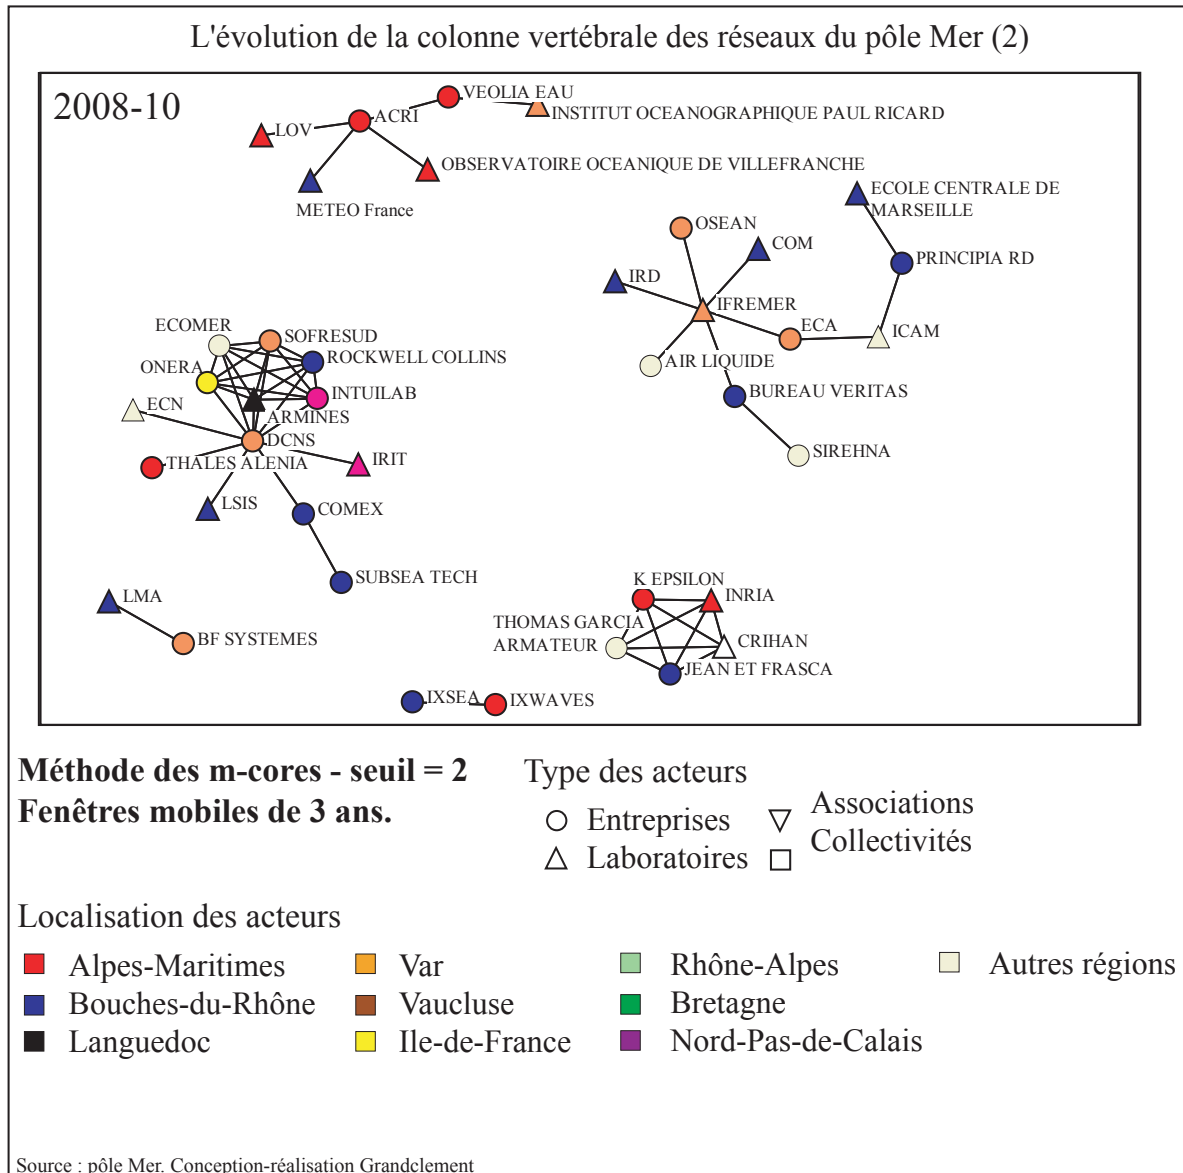 L'évolution de la colonne vertébrale des réseaux du pôle Mer (2)
2008-10
VEOLIA EAU
INSTITUT OCEANOGRAPHIQUE PAUL RICARD
ACRI
LOV
OBSERVATOIRE OCEANIQUE DE VILLEFRANCHE
METEO France
ECOLE CENTRALE DE
MARSEILLE
OSEAN
COM
PRINCIPIA RD
IRD
IFREMER
ECA
ICAM
AIR LIQUIDE
BUREAU VERITAS
SIREHNA
ECOMER
SOFRESUD
ROCKWELL COLLINS
ONERA
INTUILAB
ECN
ARMINES
DCNS
THALES ALENIA
IRIT
LSIS
COMEX
SUBSEA TECH
LMA
BF SYSTEMES
K EPSILON
INRIA
THOMAS GARCIA
ARMATEUR
CRIHAN
JEAN ET FRASCA
IXSEA
IXWAVES
Méthode des m-cores - seuil = 2
Fenêtres mobiles de 3 ans.
Type des acteurs
Entreprises
Associations
Laboratoires
Collectivités
Localisation des acteurs
Alpes-Maritimes
Var
Rhône-Alpes
Autres régions
Bouches-du-Rhône
Vaucluse
Bretagne
Languedoc
Ile-de-France
Nord-Pas-de-Calais
Source : pôle Mer. Conception-réalisation Grandclement